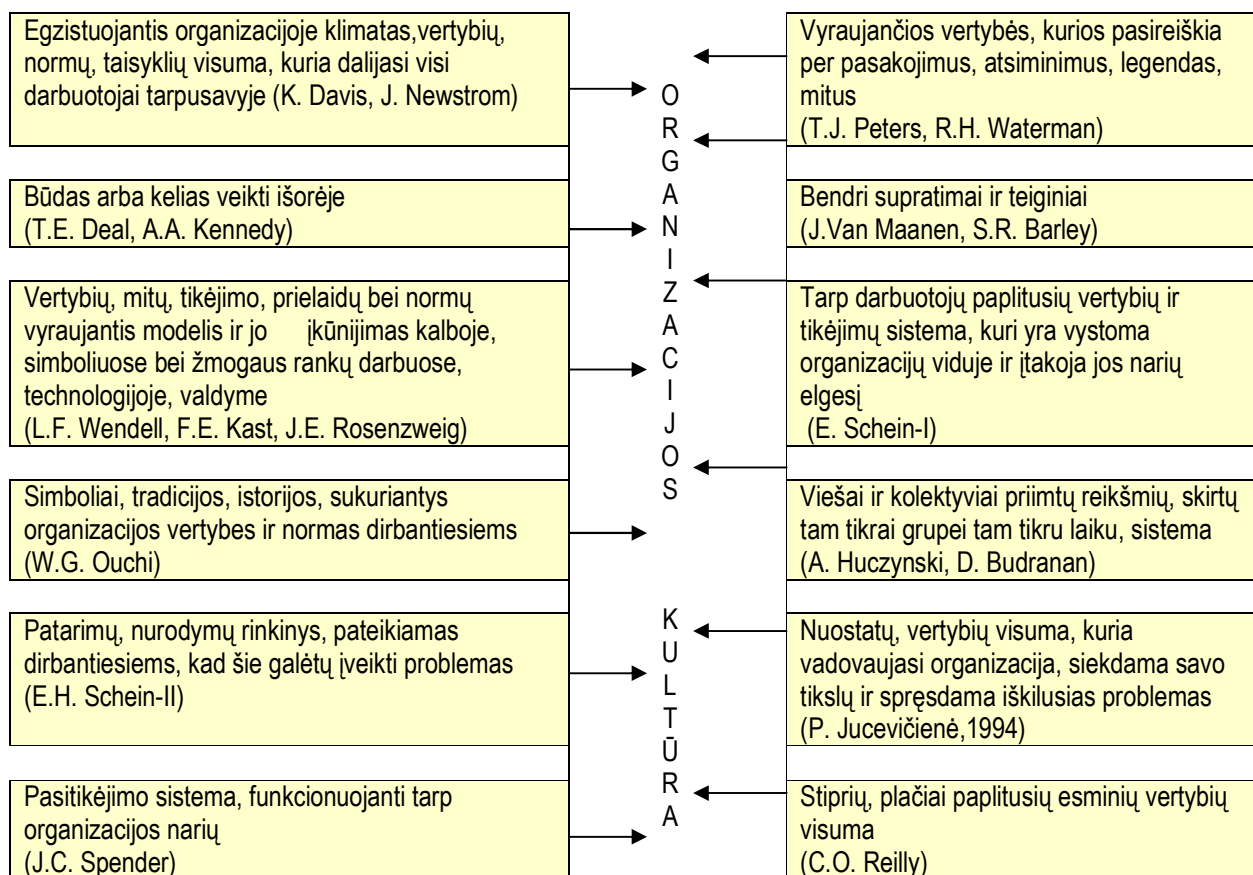 Egzistuojantis organizacijoje klimatas,vertybių,
normų, taisyklių visuma, kuria dalijasi visi
darbuotojai tarpusavyje (K. Davis, J. Newstrom)
Būdas arba kelias veikti išorėje
(T.E. Deal, A.A. Kennedy)
Vertybių, mitų, tikėjimo, prielaidų bei normų
vyraujantis modelis ir jo įkūnijimas kalboje,
simboliuose bei žmogaus rankų darbuose,
technologijoje, valdyme
(L.F. Wendell, F.E. Kast, J.E. Rosenzweig)
Simboliai, tradicijos, istorijos, sukuriantys
organizacijos vertybes ir normas dirbantiesiems
(W.G. Ouchi)
Patarimų, nurodymų rinkinys, pateikiamas
dirbantiesiems, kad šie galėtų įveikti problemas
(E.H. Schein-II)
Pasitikėjimo sistema, funkcionuojanti tarp
organizacijos narių
(J.C. Spender)
ORGANIZACIJOS
KULTŪRA
Vyraujančios vertybės, kurios pasireiškia
per pasakojimus, atsiminimus, legendas,
mitus
(T.J. Peters, R.H. Waterman)
Bendri supratimai ir teiginiai
(J.Van Maanen, S.R. Barley)
Tarp darbuotojų paplitusių vertybių ir
tikėjimų sistema, kuri yra vystoma
organizacijų viduje ir įtakoja jos narių
elgesį
(E. Schein-I)
Viešai ir kolektyviai priimtų reikšmių, skirtų
tam tikrai grupei tam tikru laiku, sistema
(A. Huczynski, D. Budranan)
Nuostatų, vertybių visuma, kuria
vadovaujasi organizacija, siekdama savo
tikslų ir spręsdama iškilusias problemas
(P. Jucevičienė,1994)
Stiprių, plačiai paplitusių esminių vertybių
visuma
(C.O. Reilly)